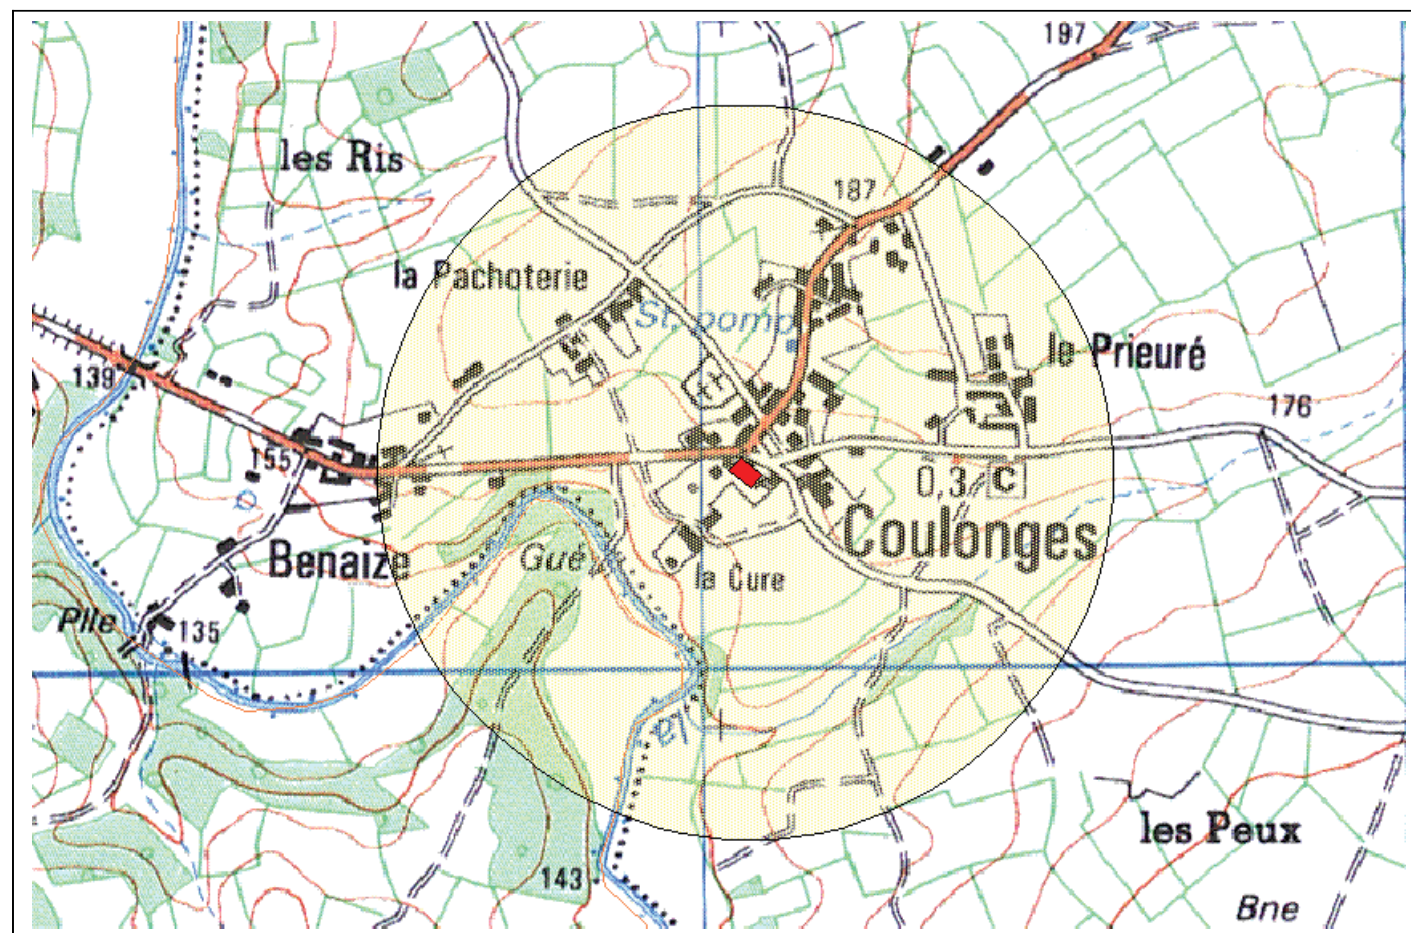 197
les Ris
187
la Pachoterie
St. pomp
le Prieuré
139
176
155
0,3
C
Coulonges
Benaize
Gué
la Cure
Plle
135
la
les Peux
143
Bne